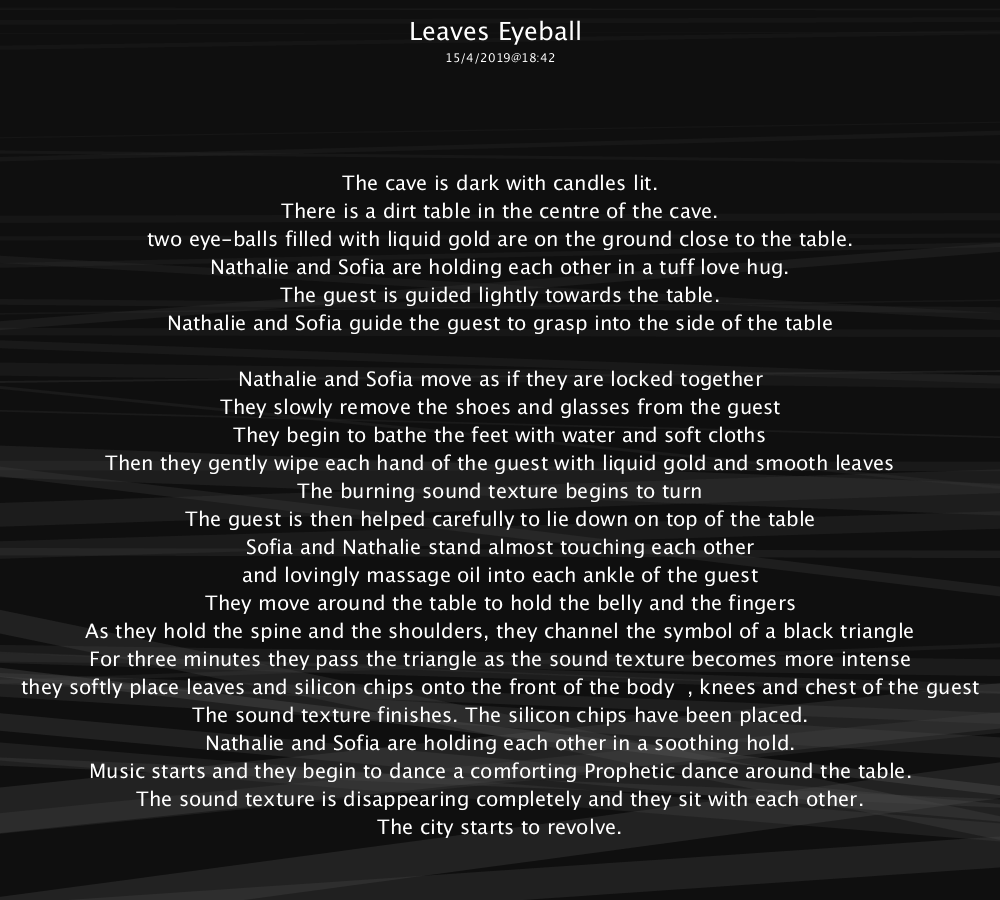 Leaves Eyeball
15/4/2019@18:42
The cave is dark with candles lit.
There is a dirt table in the centre of the cave.
two eye-balls filled with liquid gold are on the ground close to the table.
Nathalie and Sofia are holding each other in a tuff love hug.
The guest is guided lightly towards the table.
Nathalie and Sofia guide the guest to grasp into the side of the table
Nathalie and Sofia move as if they are locked together
They slowly remove the shoes and glasses from the guest
They begin to bathe the feet with water and soft cloths
Then they gently wipe each hand of the guest with liquid gold and smooth leaves
The burning sound texture begins to turn
The guest is then helped carefully to lie down on top of the table
Sofia and Nathalie stand almost touching each other
and lovingly massage oil into each ankle of the guest
They move around the table to hold the belly and the fingers
As they hold the spine and the shoulders, they channel the symbol of a black triangle
For three minutes they pass the triangle as the sound texture becomes more intense
they softly place leaves and silicon chips onto the front of the body  , knees and chest of the guest
The sound texture finishes. The silicon chips have been placed.
Nathalie and Sofia are holding each other in a soothing hold.
Music starts and they begin to dance a comforting Prophetic dance around the table.
The sound texture is disappearing completely and they sit with each other.
The city starts to revolve.